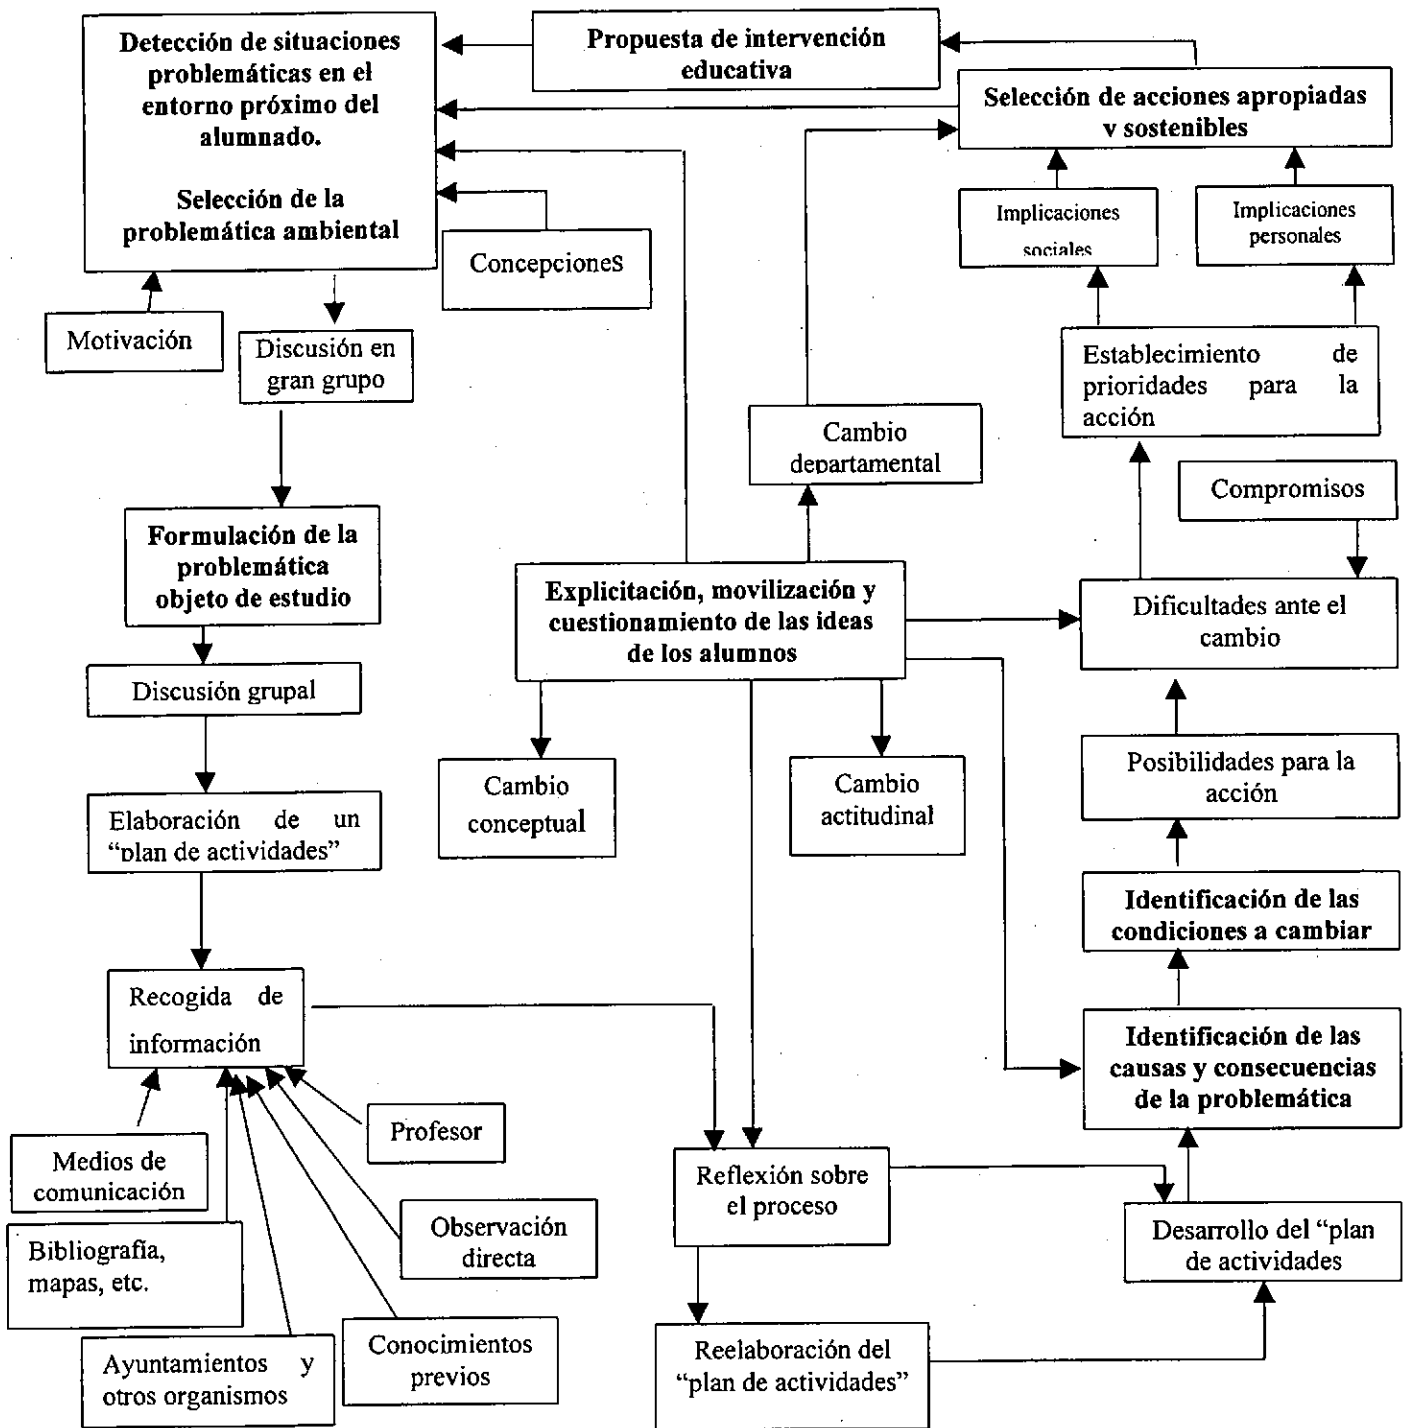 Detección de situaciones
problemáticas en el
entorno próximo del
alumnado.
Selección de la
problemática ambiental
Propuesta de intervención
educativa
Selección de acciones apropiadas
y sostenibles
Implicaciones
sociales
Implicaciones
personales
Concepciones
Motivación
Discusión en
gran grupo
Establecimiento de
prioridades para la
acción
Cambio
departamental
Compromisos
Formulación de la
problemática
objeto de estudio
Explicitación, movilización y
cuestionamiento de las ideas
de los alumnos
Dificultades ante el
cambio
Discusión grupal
Cambio
conceptual
Cambio
actitudinal
Posibilidades para la
acción
Elaboración de un
“plan de actividades”
Identificación de las
condiciones a cambiar
Recogida de
información
Identificación de las
causas y consecuencias
de la problemática
Profesor
Medios de
comunicación
Reflexión sobre
el proceso
Observación
directa
Desarrollo del “plan
de actividades
Bibliografía,
mapas, etc.
Conocimientos
previos
Ayuntamientos y
otros organismos
Reelaboración del
“plan de actividades”